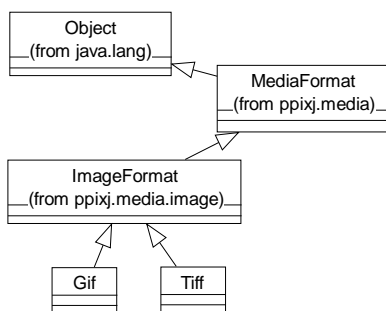 Object
(from java.lang)
MediaFormat
(from ppixj.media)
ImageFormat
(from ppixj.media.image)
Gif
Tiff